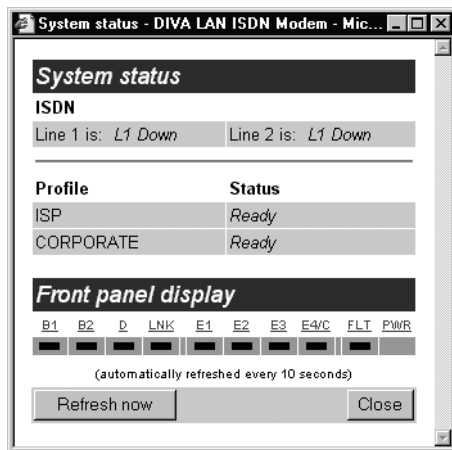 System status - DIVA LAN ISDN Modem - Mic...
System status
ISDN
Line 1 is: L1 Down Line 2 is: L1 Down
Profile Status
ISP Ready
CORPORATE Ready
Front panel display
B1 B2 D LNK E1 E2 E3 E4/C FLT PWR
(automatically refreshed every 10 seconds)
Refresh now Close